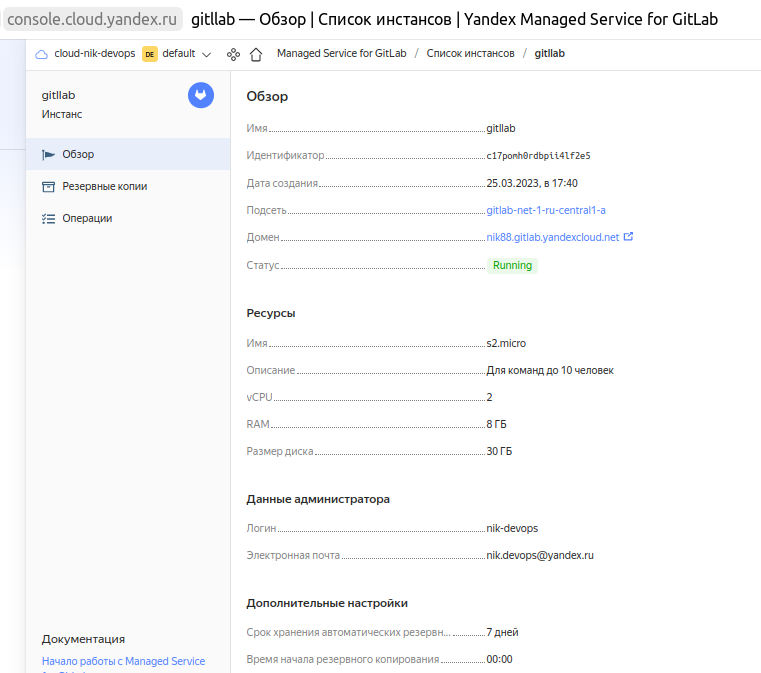 console.cloud.yandex.ru gitllab — Обзор | Список инстансов | Yandex Managed Service for GitLab
cloud-nik-devops DE default Managed Service for GitLab / Список инстансов / gitllab
gitllab
Инстанс
Обзор
Резервные копии
Операции
Документация
Начало работы с Managed Service
Обзор
Имя gitllab
Идентификатор c17pomh0rdbpii4lf2e5
Дата создания 25.03.2023, в 17:40
Подсеть gitlab-net-1-ru-central1-a
Домен nik88.gitlab.yandexcloud.net
Статус Running
Ресурсы
Имя s2.micro
Описание Для команд до 10 человек
vCPU 2
RAM 8 ГБ
Размер диска 30 ГБ
Данные администратора
Логин nik-devops
Электронная почта nik.devops@yandex.ru
Дополнительные настройки
Срок хранения автоматических резервн... 7 дней
Время начала резервного копирования 00:00